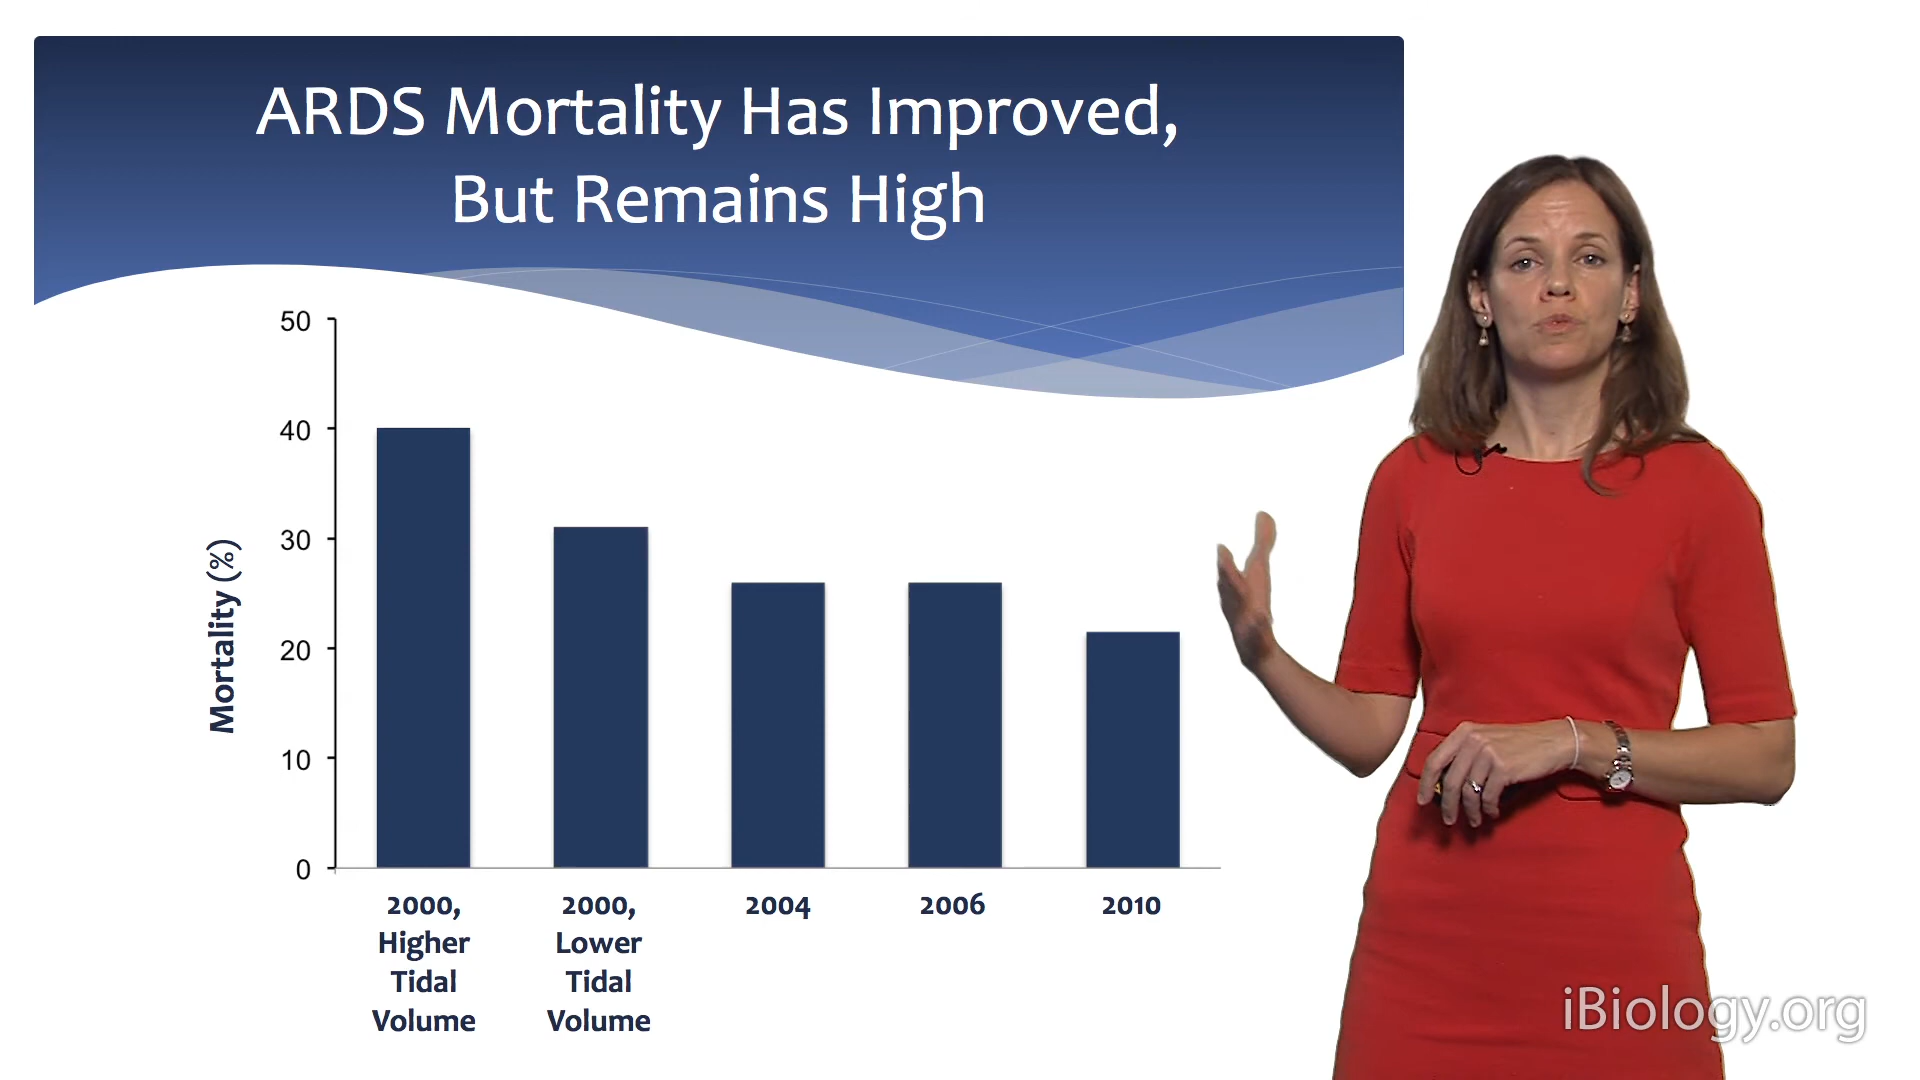 ARDS Mortality Has Improved,
But Remains High
50
40
30
20
10
0
Mortality (%)
2000,
Higher
Tidal
Volume
2000,
Lower
Tidal
Volume
2004
2006
2010
iBiology.org